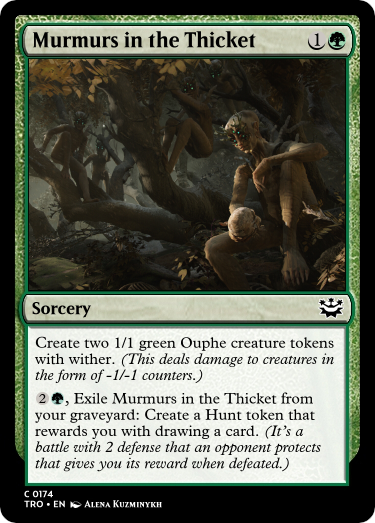 Murmurs in the Thicket 1
Sorcery
Create two 1/1 green Ouphe creature tokens
with wither. (This deals damage to creatures in
the form of -1/-1 counters.)
2, Exile Murmurs in the Thicket from
your graveyard: Create a Hunt token that
rewards you with drawing a card. (It's a
battle with 2 defense that an opponent protects
that gives you its reward when defeated.)
C 0174
TRO • EN Alena Kuzminykh